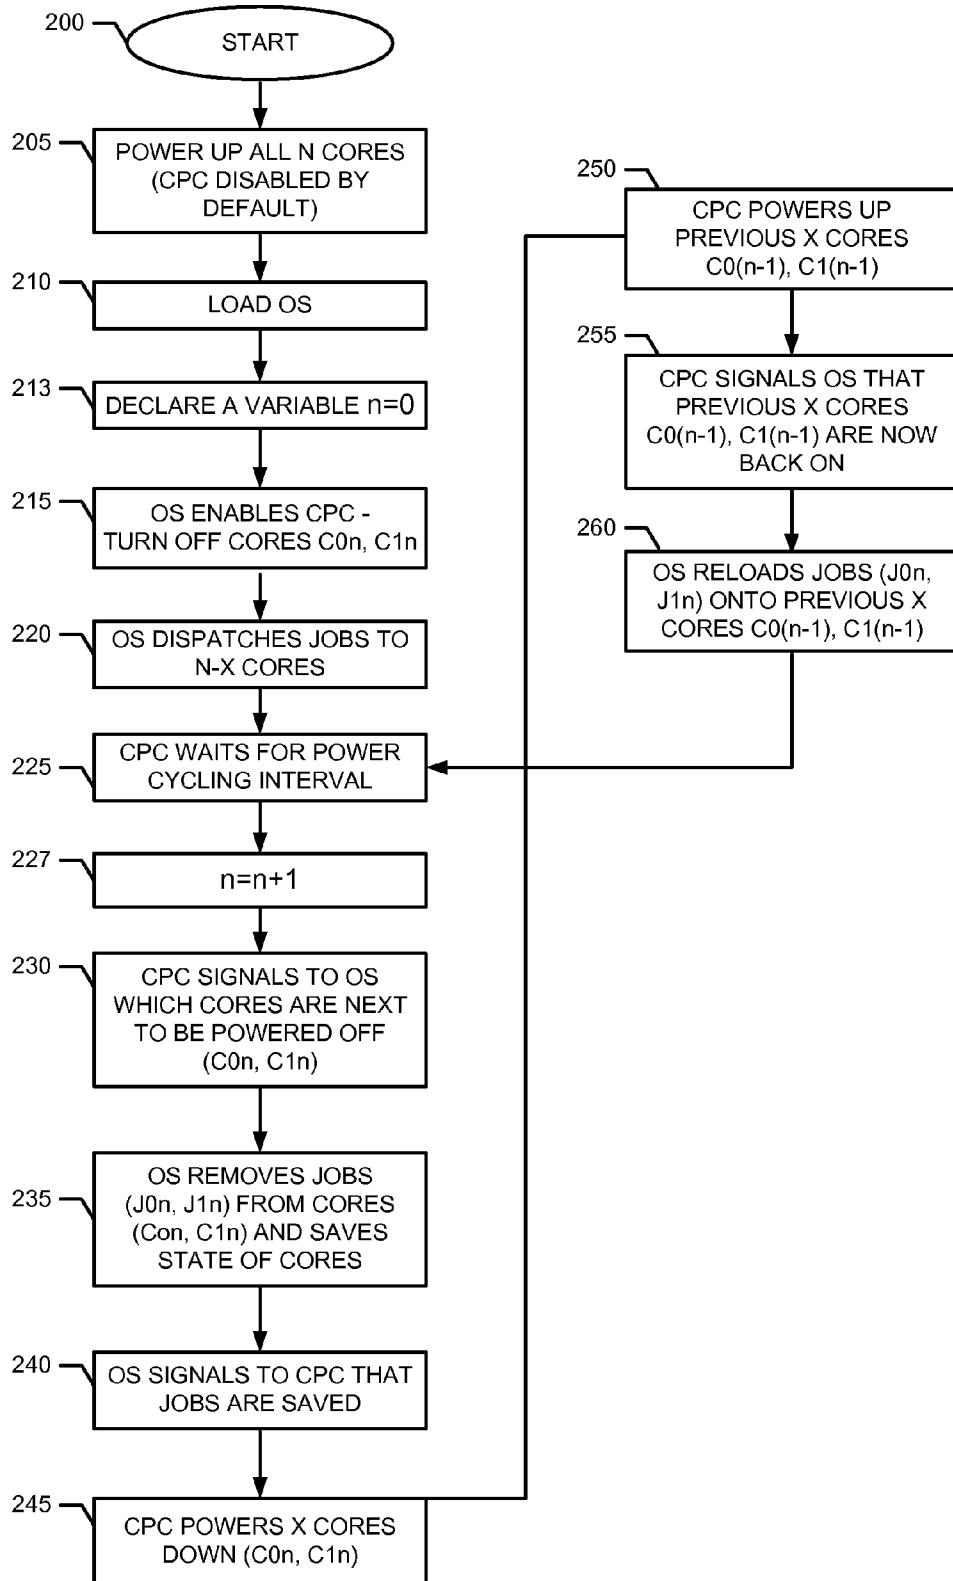 200
START
205
POWER UP ALL N CORES
(CPC DISABLED BY
DEFAULT)
210
LOAD OS
213
DECLARE A VARIABLE n=0
215
OS ENABLES CPC -
TURN OFF CORES C0n, C1n
220
OS DISPATCHES JOBS TO
N-X CORES
225
CPC WAITS FOR POWER
CYCLING INTERVAL
227
n=n+1
230
CPC SIGNALS TO OS
WHICH CORES ARE NEXT
TO BE POWERED OFF
(C0n, C1n)
235
OS REMOVES JOBS
(J0n, J1n) FROM CORES
(Con, C1n) AND SAVES
STATE OF CORES
240
OS SIGNALS TO CPC THAT
JOBS ARE SAVED
245
CPC POWERS X CORES
DOWN (C0n, C1n)
250
CPC POWERS UP
PREVIOUS X CORES
C0(n-1), C1(n-1)
255
CPC SIGNALS OS THAT
PREVIOUS X CORES
C0(n-1), C1(n-1) ARE NOW
BACK ON
260
OS RELOADS JOBS (J0n,
J1n) ONTO PREVIOUS X
CORES C0(n-1), C1(n-1)